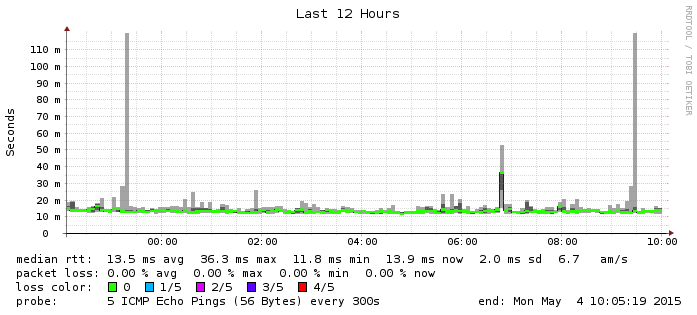 Last 12 Hours
RRDTOOL / TOBI OETIKER
Seconds
110 m
100 m
90 m
80 m
70 m
60 m
50 m
40 m
30 m
20 m
10 m
0
00:00 02:00 04:00 06:00 08:00 10:00
median rtt: 13.5 ms avg 36.3 ms max 11.8 ms min 13.9 ms now 2.0 ms sd 6.7 am/s
packet loss: 0.00 % avg 0.00 % max 0.00 % min 0.00 % now
loss color: 0 1/5 2/5 3/5 4/5
probe: 5 ICMP Echo Pings (56 Bytes) every 300s end: Mon May 4 10:05:19 2015